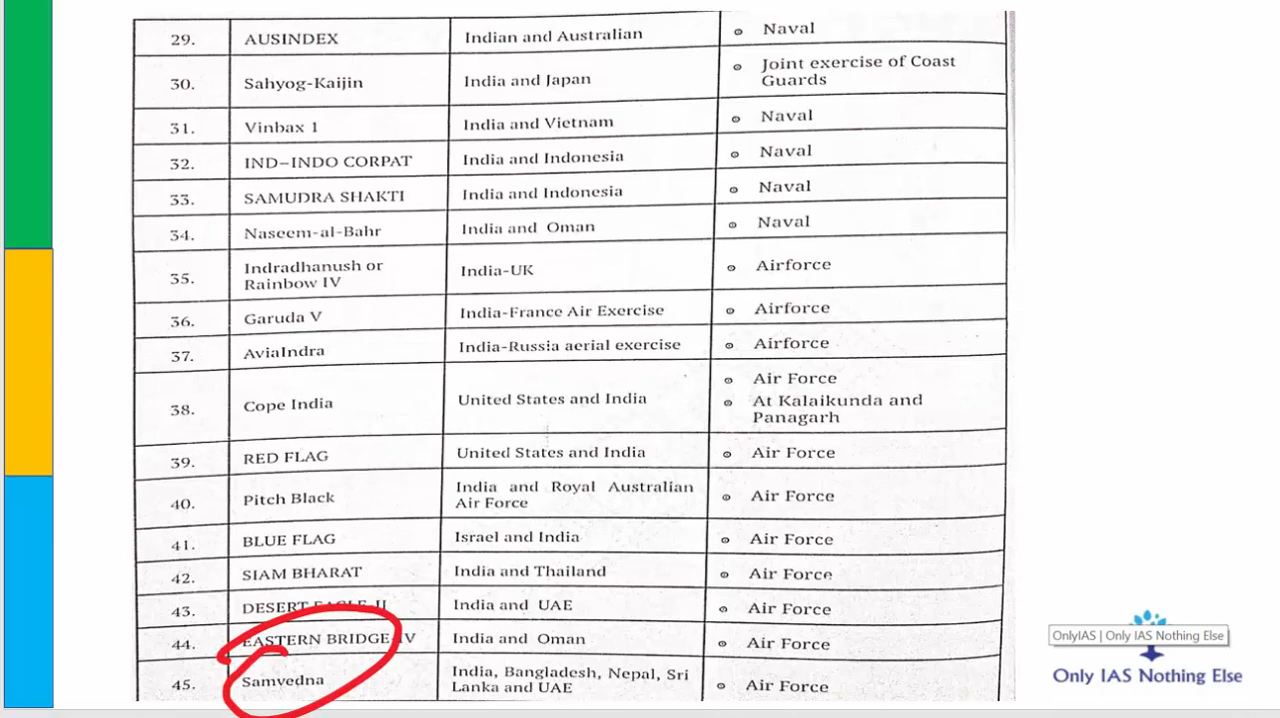 29. AUSINDEX Indian and Australian Naval
30. Sahyog-Kaijin India and Japan Joint exercise of Coast
Guards
31. Vinbax 1 India and Vietnam Naval
32. IND-INDO CORPAT India and Indonesia Naval
33. SAMUDRA SHAKTI India and Indonesia Naval
34. Naseem-al-Bahr India and Oman Naval
35. Indradhanush or India-UK Airforce
Rainbow IV
36. Garuda V India-France Air Exercise Airforce
37. AviaIndra India-Russia aerial exercise Airforce
38. Cope India United States and India Air Force
At Kalaikunda and
Panagarh
39. RED FLAG United States and India Air Force
40. Pitch Black India and Royal Australian Air Force
Air Force
41. BLUE FLAG Israel and India Air Force
42. SIAM BHARAT India and Thailand Air Force
43. DESERT EAGLE-II India and UAE Air Force
44. EASTERN BRIDGE IV India and Oman Air Force
45. Samvedna India, Bangladesh, Nepal, Sri Air Force
Lanka and UAE
OnlyIAS | Only IAS Nothing Else
Only IAS Nothing Else